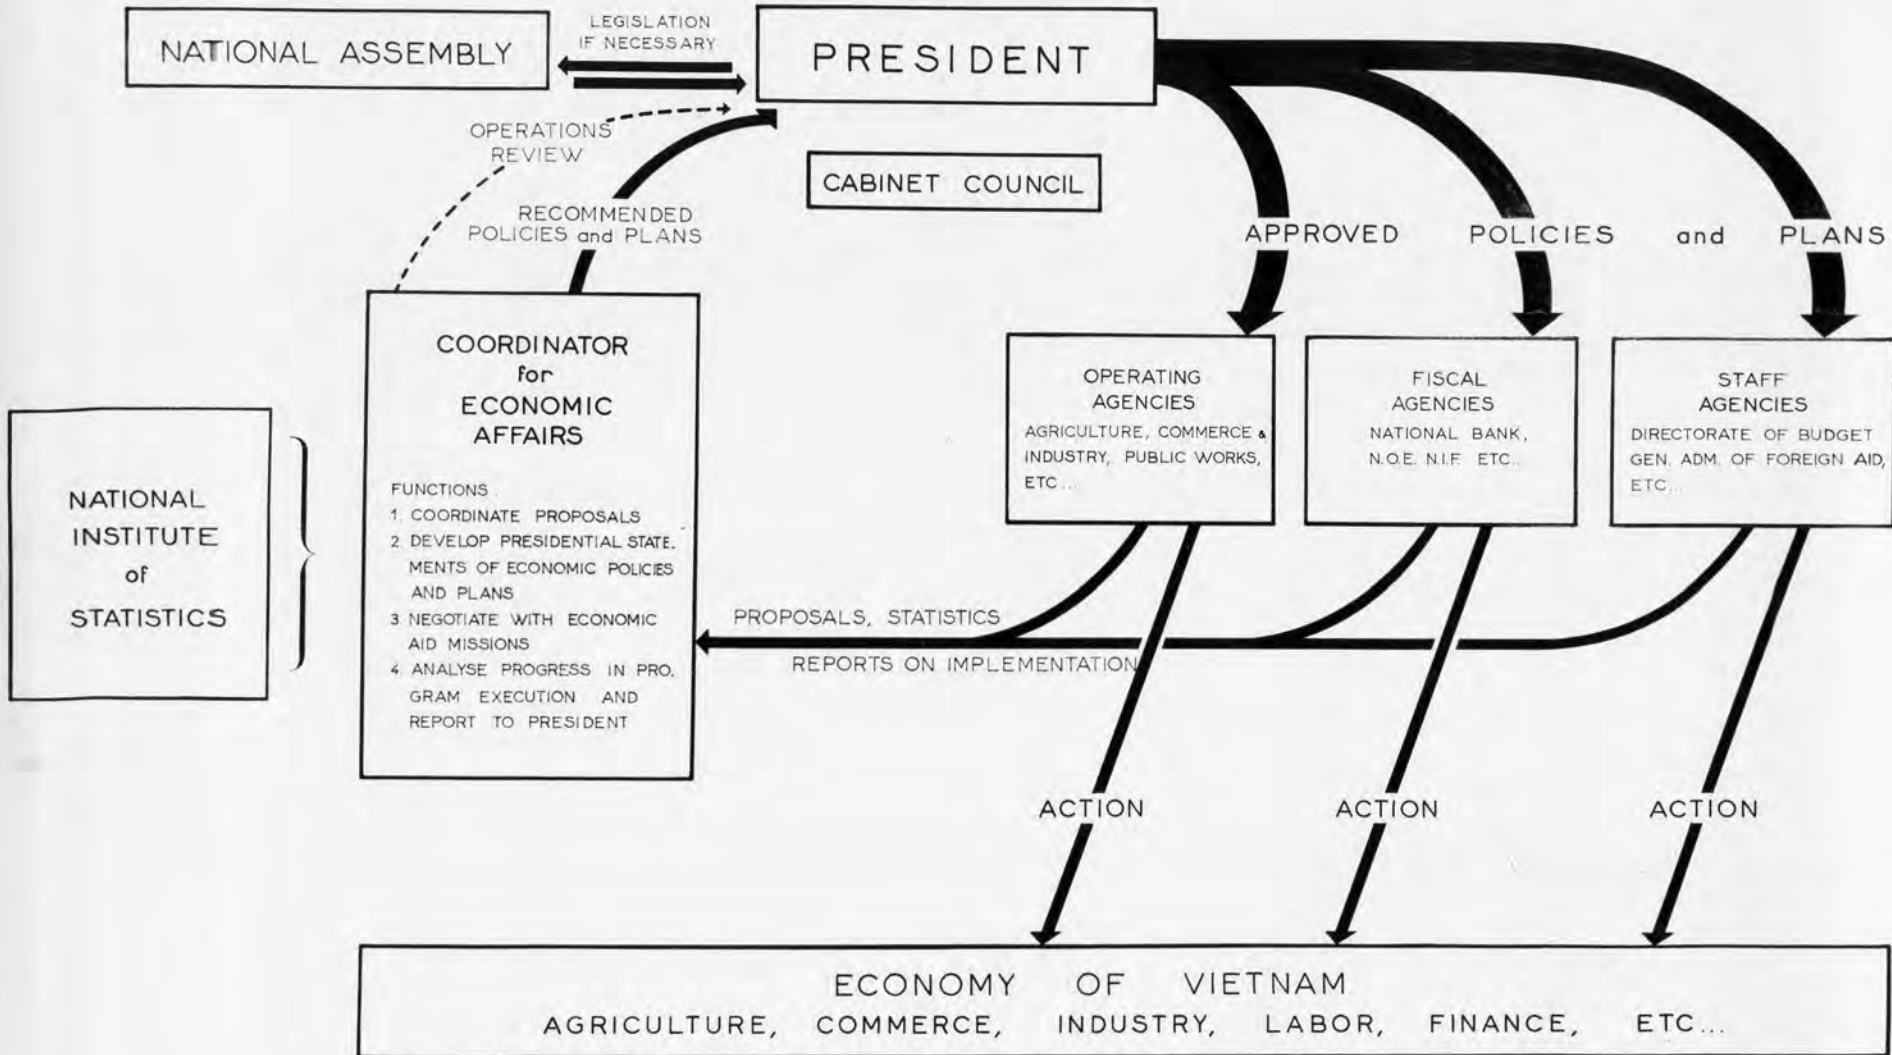 LEGISLATION
IF NECESSARY
NATIONAL ASSEMBLY
PRESIDENT
OPERATIONS
REVIEW
CABINET COUNCIL
RECOMMENDED
POLICIES and PLANS
APPROVED POLICIES and PLANS
COORDINATOR
for
ECONOMIC
AFFAIRS
FUNCTIONS
1. COORDINATE PROPOSALS
2. DEVELOP PRESIDENTIAL STATE.
MENTS OF ECONOMIC POLICIES
AND PLANS
3. NEGOTIATE WITH ECONOMIC
AID MISSIONS
4. ANALYSE PROGRESS IN PRO.
GRAM EXECUTION AND
REPORT TO PRESIDENT
OPERATING
AGENCIES
AGRICULTURE, COMMERCE &
INDUSTRY, PUBLIC WORKS,
ETC...
FISCAL
AGENCIES
NATIONAL BANK,
N.O.E. N.I.F. ETC..
STAFF
AGENCIES
DIRECTORATE OF BUDGET
GEN. ADM. OF FOREIGN AID,
ETC...
NATIONAL
INSTITUTE
of
STATISTICS
PROPOSALS, STATISTICS
REPORTS ON IMPLEMENTATION
ACTION
ACTION
ACTION
ECONOMY OF VIETNAM
AGRICULTURE, COMMERCE, INDUSTRY, LABOR, FINANCE, ETC...